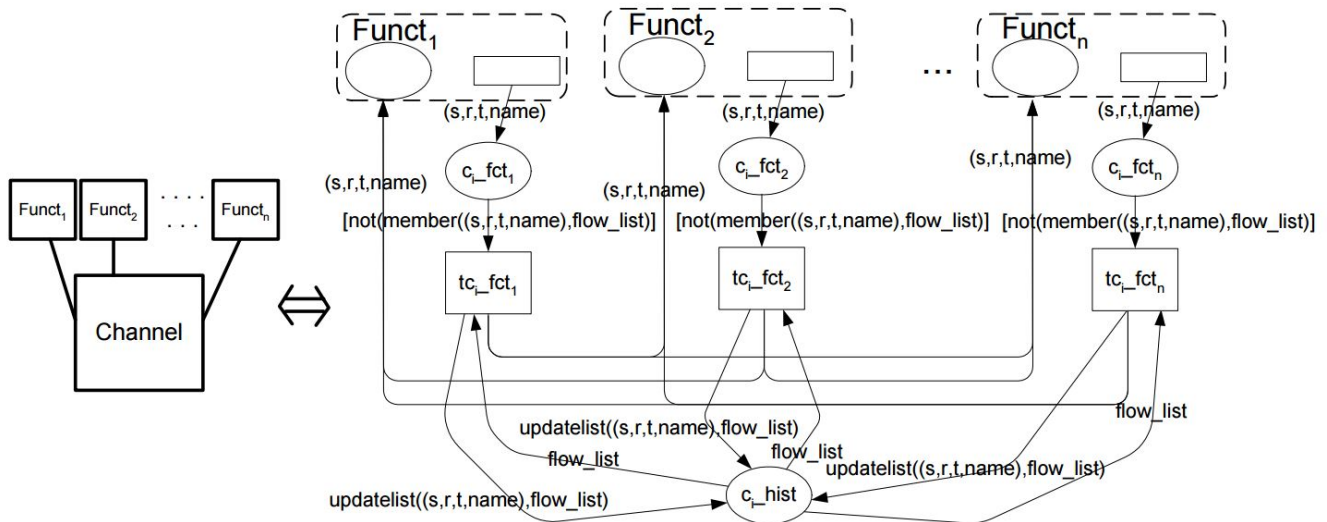 Funct₁
Funct₂
...
Functₙ
(s,r,t,name)
(s,r,t,name)
(s,r,t,name)
cᵢ_fct₁
cᵢ_fct₂
cᵢ_fctₙ
(s,r,t,name)
(s,r,t,name)
(s,r,t,name)
[not(member((s,r,t,name),flow_list)]
[not(member((s,r,t,name),flow_list)]
[not(member((s,r,t,name),flow_list)]
tcᵢ_fct₁
tcᵢ_fct₂
tcᵢ_fctₙ
Funct₁
Funct₂
. . . .
. . .
Functₙ
Channel
flow_list
updatelist((s,r,t,name),flow_list)
flow_list
flow_list
updatelist((s,r,t,name),flow_list)
updatelist((s,r,t,name),flow_list)
cᵢ_hist